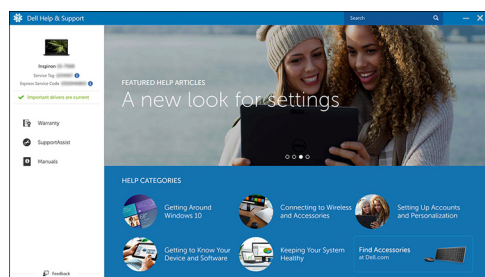 Dell Help & Support
Search
Inspiron
Service Tag
Express Service Code
Important drivers are current
Warranty
SupportAssist
Manuals
Feedback
FEATURED HELP ARTICLES
A new look for settings
HELP CATEGORIES
Getting Around
Windows 10
Connecting to Wireless
and Accessories
Setting Up Accounts
and Personalization
Getting to Know Your
Device and Software
Keeping Your System
Healthy
Find Accessories
at Dell.com